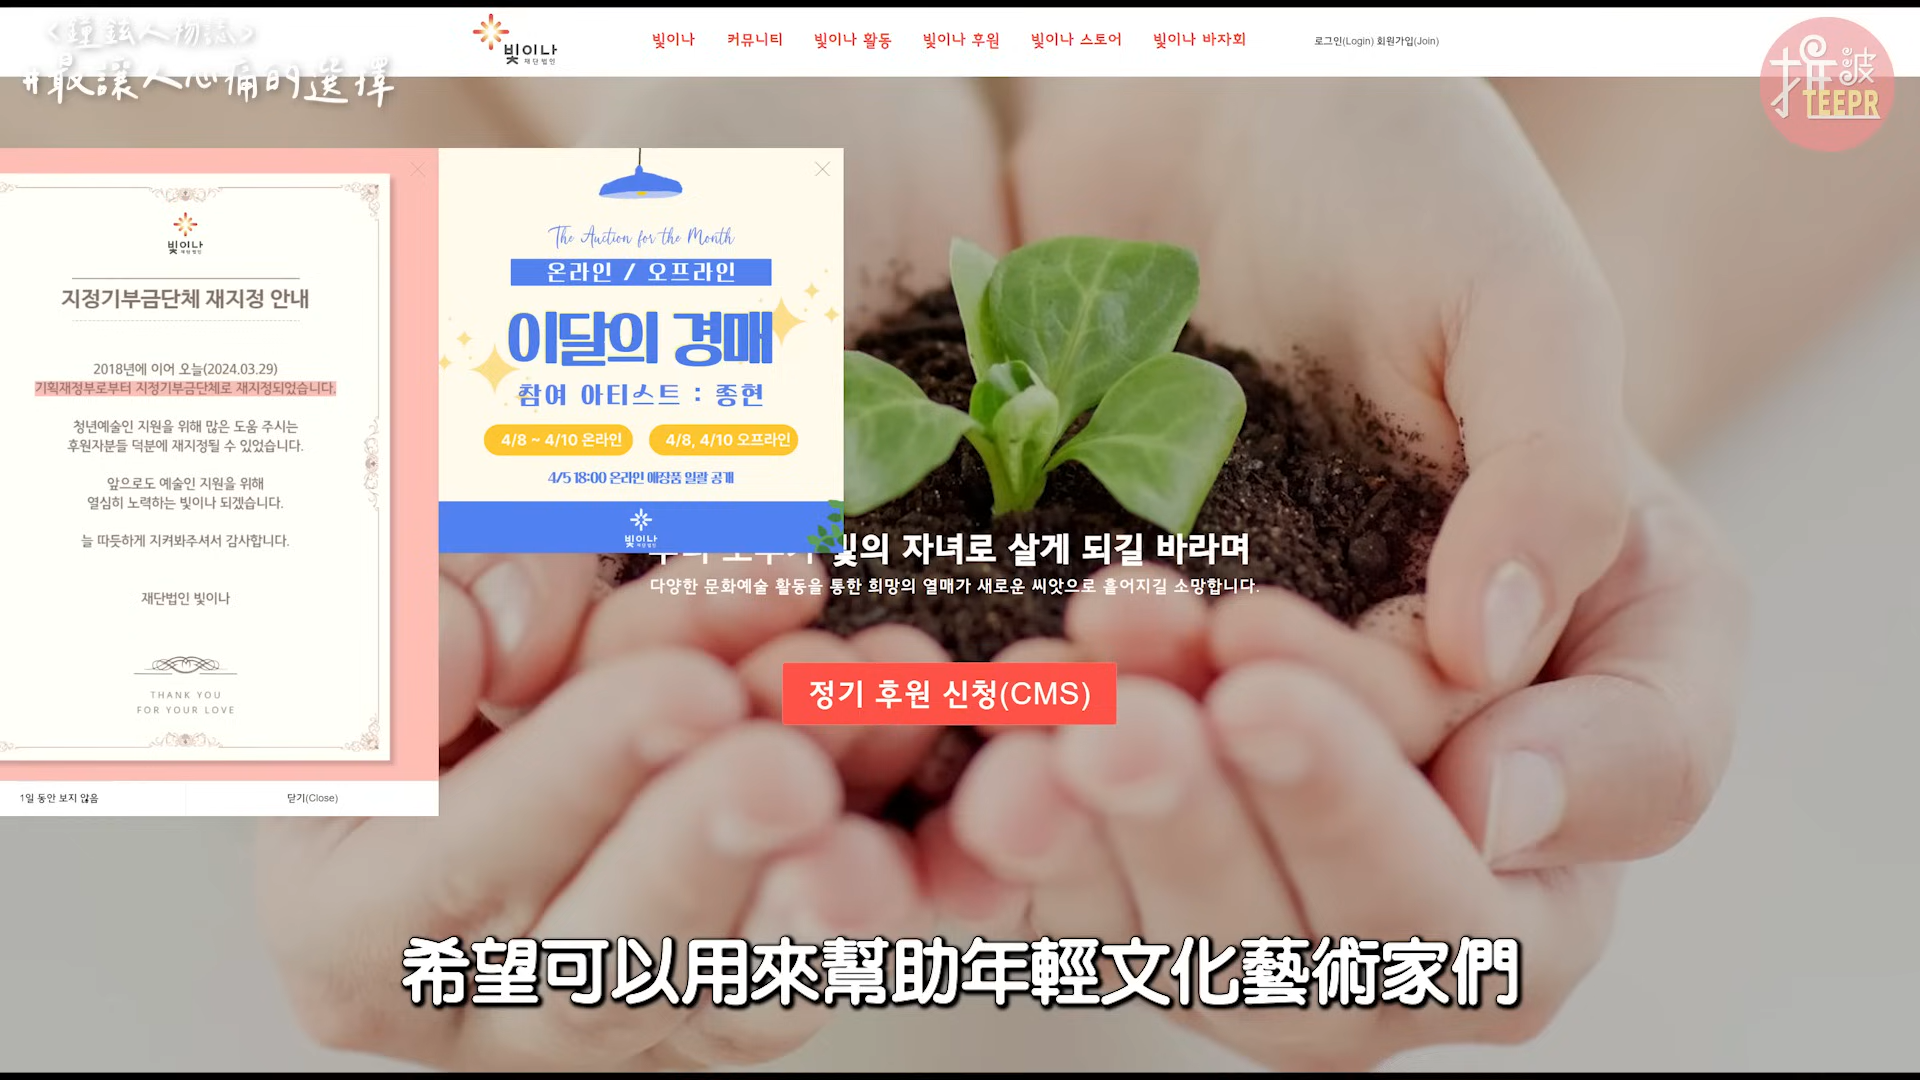 <鐘鉉人物誌>
#最讓人心痛的選擇
빛이나
재단법인
빛이나
커뮤니티
빛이나 활동
빛이나 후원
빛이나 스토어
빛이나 바자회
로그인(Login) 회원가입(Join)
推波
TEEPR
빛이나
재단법인
지정기부금단체 재지정 안내
2018년에 이어 오늘(2024.03.29)
기획재정부로부터 지정기부금단체로 재지정되었습니다.
청년예술인 지원을 위해 많은 도움 주시는
후원자분들 덕분에 재지정될 수 있었습니다.
앞으로도 예술인 지원을 위해
열심히 노력하는 빛이나 되겠습니다.
늘 따듯하게 지켜봐주셔서 감사합니다.
재단법인 빛이나
THANK YOU
FOR YOUR LOVE
1일 동안 보지 않음
닫기(Close)
The Auction for the Month
온라인 / 오프라인
이달의 경매
참여 아티스트 : 종현
4/8 ~ 4/10 온라인
4/8, 4/10 오프라인
4/5 18:00 온라인 애장품 일괄 공개
빛이나
재단법인
빛의 자녀로 살게 되길 바라며
다양한 문화예술 활동을 통한 희망의 열매가 새로운 씨앗으로 흩어지길 소망합니다.
정기 후원 신청(CMS)
希望可以用來幫助年輕文化藝術家們